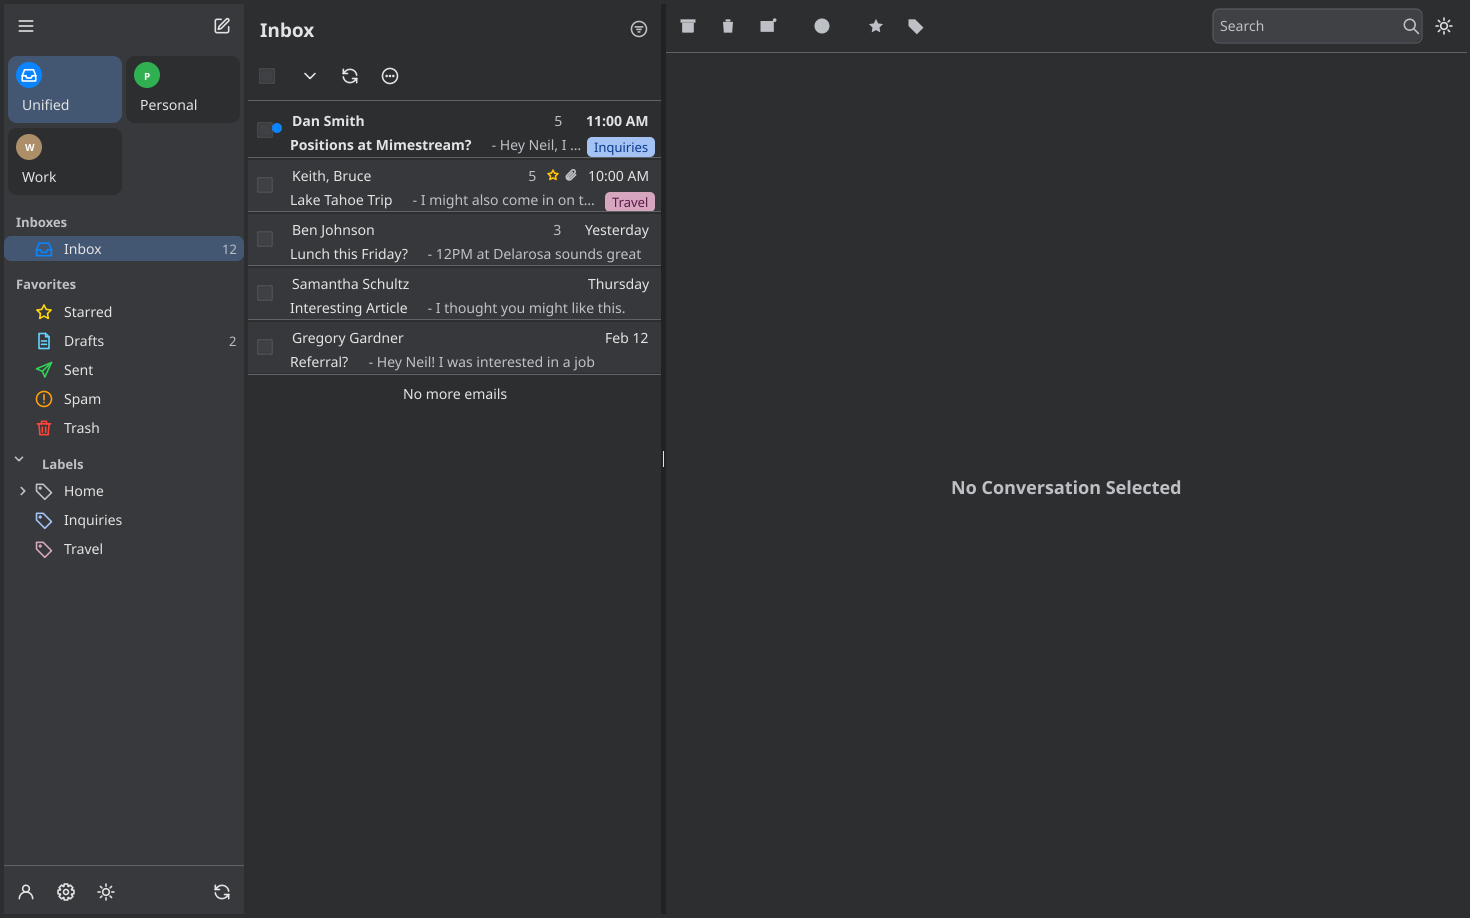 Unified
P
Personal
W
Work
Inboxes
Inbox 12
Favorites
Starred
Drafts 2
Sent
Spam
Trash
Labels
Home
Inquiries
Travel
Inbox
Dan Smith 5 11:00 AM
Positions at Mimestream? - Hey Neil, I ... Inquiries
Keith, Bruce 5 10:00 AM
Lake Tahoe Trip - I might also come in on t... Travel
Ben Johnson 3 Yesterday
Lunch this Friday? - 12PM at Delarosa sounds great
Samantha Schultz Thursday
Interesting Article - I thought you might like this.
Gregory Gardner Feb 12
Referral? - Hey Neil! I was interested in a job
No more emails
Search
No Conversation Selected